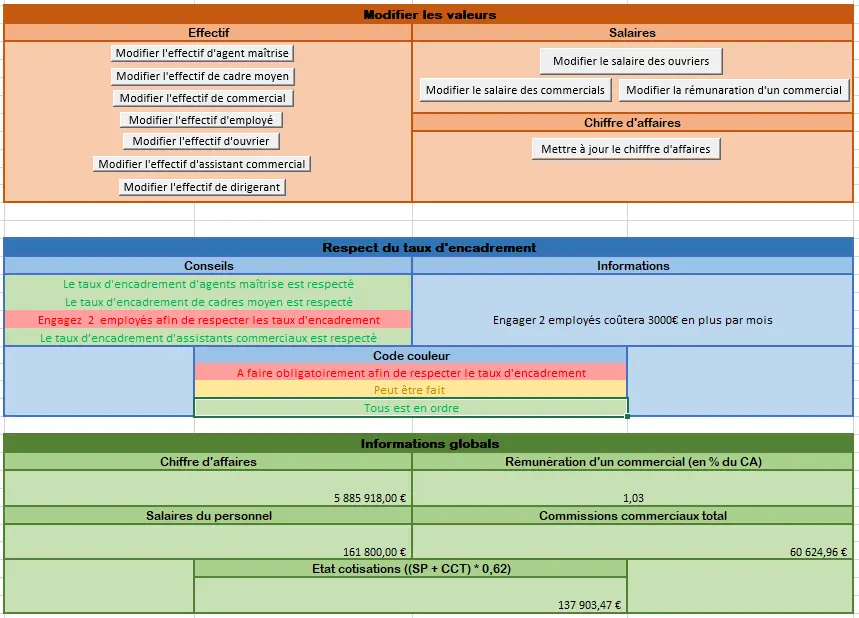 Modifier les valeurs
Effectif
Salaires
Modifier l'effectif d'agent maîtrise
Modifier l'effectif de cadre moyen
Modifier l'effectif de commercial
Modifier l'effectif d'employé
Modifier l'effectif d'ouvrier
Modifier l'effectif d'assistant commercial
Modifier l'effectif de dirigerant
Modifier le salaire des ouvriers
Modifier le salaire des commercials
Modifier la rémunaration d'un commercial
Chiffre d'affaires
Mettre à jour le chifffre d'affaires
Respect du taux d'encadrement
Conseils
Informations
Le taux d'encadrement d'agents maîtrise est respecté
Le taux d'encadrement de cadres moyen est respecté
Engagez 2 employés afin de respecter les taux d'encadrement
Le taux d'encadrement d'assistants commerciaux est respecté
Engager 2 employés coûtera 3000€ en plus par mois
Code couleur
A faire obligatoirement afin de respecter le taux d'encadrement
Peut être fait
Tous est en ordre
Informations globals
Chiffre d'affaires
Rémunération d'un commercial (en % du CA)
5 885 918,00 €
1,03
Salaires du personnel
Commissions commerciaux total
161 800,00 €
60 624,96 €
Etat cotisations ((SP + CCT) * 0,62)
137 903,47 €